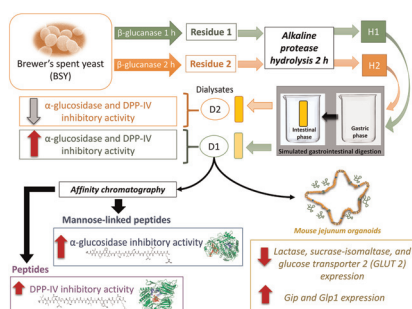 Brewer's spent yeast
(BSY)
β-glucanase 1 h
Residue 1
β-glucanase 2 h
Residue 2
Alkaline
protease
hydrolysis 2 h
H1
H2
Dialysates
α-glucosidase and DPP-IV
inhibitory activity
D2
α-glucosidase and DPP-IV
inhibitory activity
D1
Intestinal
phase
Gastric
phase
Simulated gastrointestinal digestion
Affinity chromatography
Mannose-linked peptides
α-glucosidase inhibitory activity
Peptides
DPP-IV inhibitory activity
Mouse jejunum organoids
Lactase, sucrase-isomaltase, and
glucose transporter 2 (GLUT 2)
expression
Gip and Glp1 expression